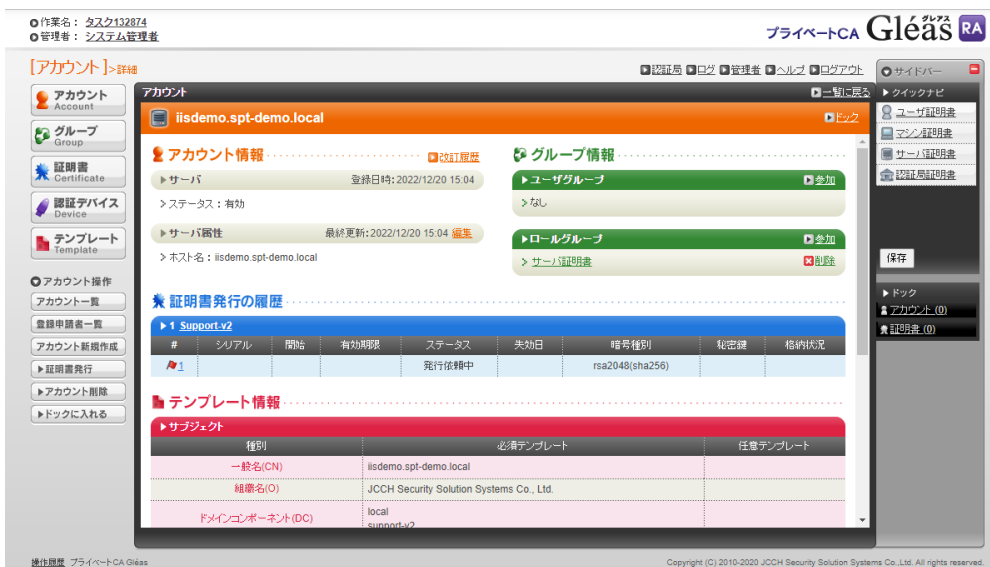 作業名： タスク132874
管理者： システム管理者
プライベートCA Gléas グレアス RA
[アカウント]>詳細
認証局 ログ 管理者 ヘルプ ログアウト
アカウント
Account
グループ
Group
証明書
Certificate
認証デバイス
Device
テンプレート
Template
アカウント操作
アカウント一覧
登録申請者一覧
アカウント新規作成
証明書発行
アカウント削除
ドックに入れる
アカウント 一覧に戻る
iisdemo.spt-demo.local ドック
アカウント情報 改訂履歴
サーバ 登録日時：2022/12/20 15:04
>ステータス：有効
サーバ属性 最終更新：2022/12/20 15:04 編集
>ホスト名：iisdemo.spt-demo.local
グループ情報
ユーザグループ 参加
>なし
ロールグループ 参加
>サーバ証明書 削除
証明書発行の履歴
1 Support-v2
# シリアル 開始 有効期限 ステータス 失効日 暗号種別 秘密鍵 格納状況
1 発行依頼中 rsa2048(sha256)
テンプレート情報
サブジェクト
種別 必須テンプレート 任意テンプレート
一般名(CN) iisdemo.spt-demo.local
組織名(O) JCCH Security Solution Systems Co., Ltd.
ドメインコンポーネント(DC) local
support-v2
サイドバー
クイックナビ
ユーザ証明書
マシン証明書
サーバ証明書
認証局証明書
保存
ドック
アカウント (0)
証明書 (0)
操作履歴 プライベートCA Gléas
Copyright (C) 2010-2020 JCCH Security Solution Systems Co.,Ltd. All rights reserved.